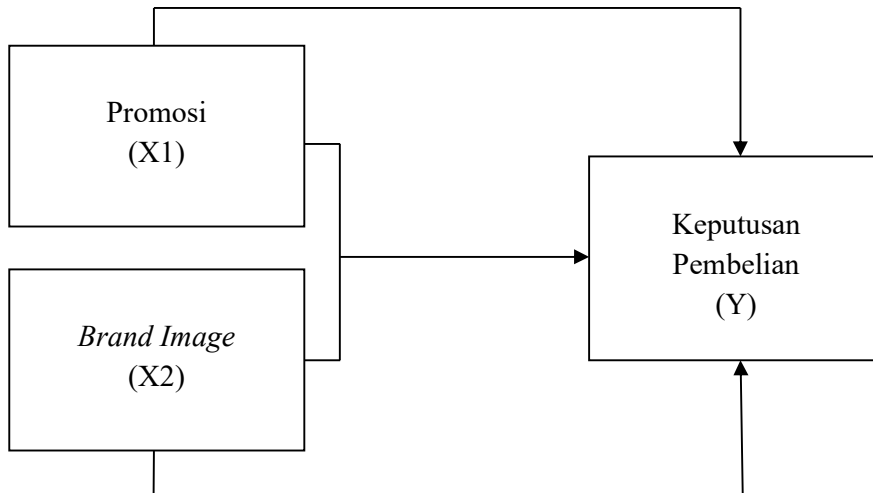 Promosi
(X1)
Brand Image
(X2)
Keputusan
Pembelian
(Y)